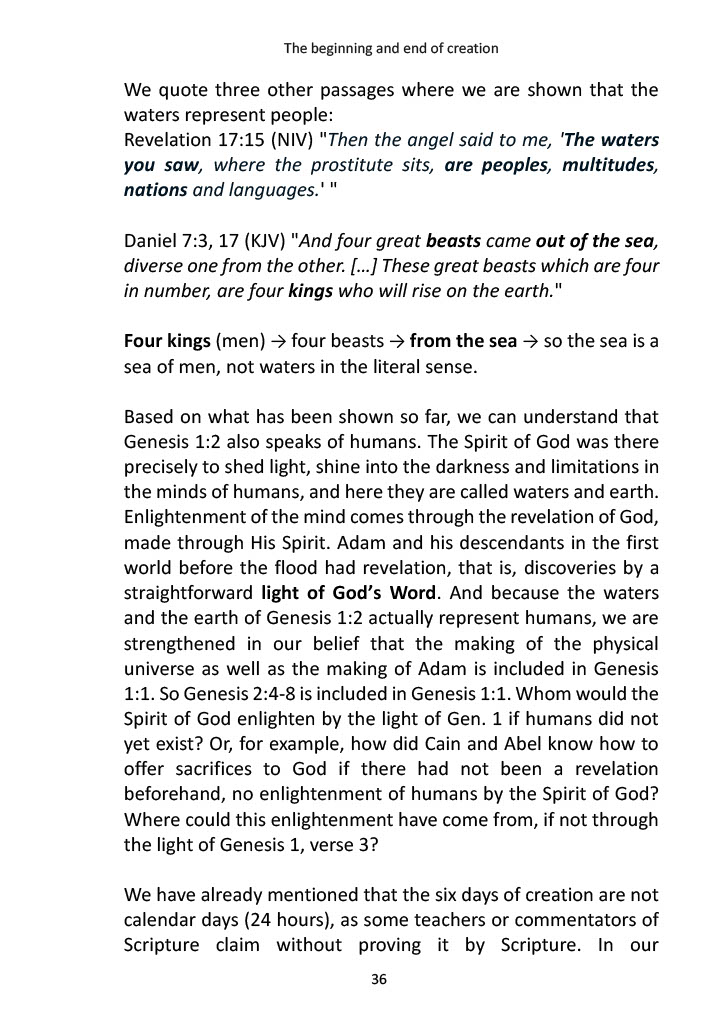 The beginning and end of creation
We quote three other passages where we are shown that the
waters represent people:
Revelation 17:15 (NIV) "Then the angel said to me, 'The waters
you saw, where the prostitute sits, are peoples, multitudes,
nations and languages.' "
Daniel 7:3, 17 (KJV) "And four great beasts came out of the sea,
diverse one from the other. […] These great beasts which are four
in number, are four kings who will rise on the earth."
Four kings (men) → four beasts → from the sea → so the sea is a
sea of men, not waters in the literal sense.
Based on what has been shown so far, we can understand that
Genesis 1:2 also speaks of humans. The Spirit of God was there
precisely to shed light, shine into the darkness and limitations in
the minds of humans, and here they are called waters and earth.
Enlightenment of the mind comes through the revelation of God,
made through His Spirit. Adam and his descendants in the first
world before the flood had revelation, that is, discoveries by a
straightforward light of God’s Word. And because the waters
and the earth of Genesis 1:2 actually represent humans, we are
strengthened in our belief that the making of the physical
universe as well as the making of Adam is included in Genesis
1:1. So Genesis 2:4-8 is included in Genesis 1:1. Whom would the
Spirit of God enlighten by the light of Gen. 1 if humans did not
yet exist? Or, for example, how did Cain and Abel know how to
offer sacrifices to God if there had not been a revelation
beforehand, no enlightenment of humans by the Spirit of God?
Where could this enlightenment have come from, if not through
the light of Genesis 1, verse 3?
We have already mentioned that the six days of creation are not
calendar days (24 hours), as some teachers or commentators of
Scripture claim without proving it by Scripture. In our
36